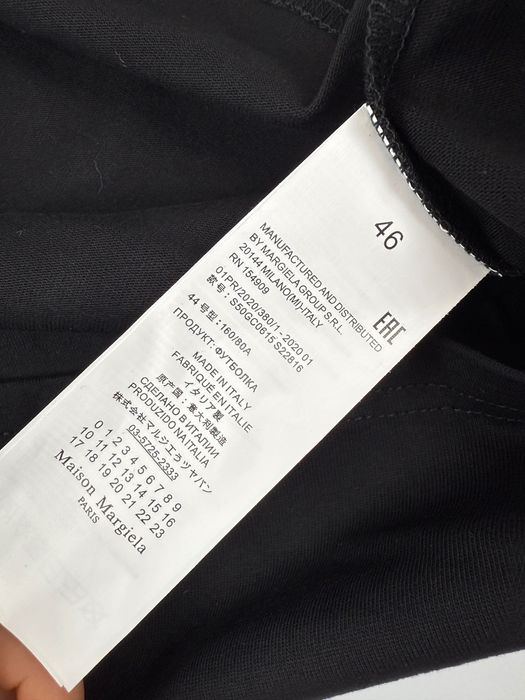 46
MANUFACTURED AND DISTRIBUTED
BY MARGIELA GROUP S.R.L.
20144 MILANO(MI)-ITALY
RN 154909
EAC
01PR/2020/380/1 - 2020 01
款号: S50GC0615 S22816
44 号型: 160/80A
ПРОДУКТ: ФУТБОЛКА
MADE IN ITALY
FABRIQUÉ EN ITALIE
イタリア製
原产国: 意大利製造
СДЕЛАНО В ИТАЛИИ
PRODUZIDO NA ITALIA
株式会社マルジェラジャパン
03-5725-2333
0 1 2 3 4 5 6 7 8 9
10 11 12 13 14 15 16
17 18 19 20 21 22 23
Maison Margiela
PARIS